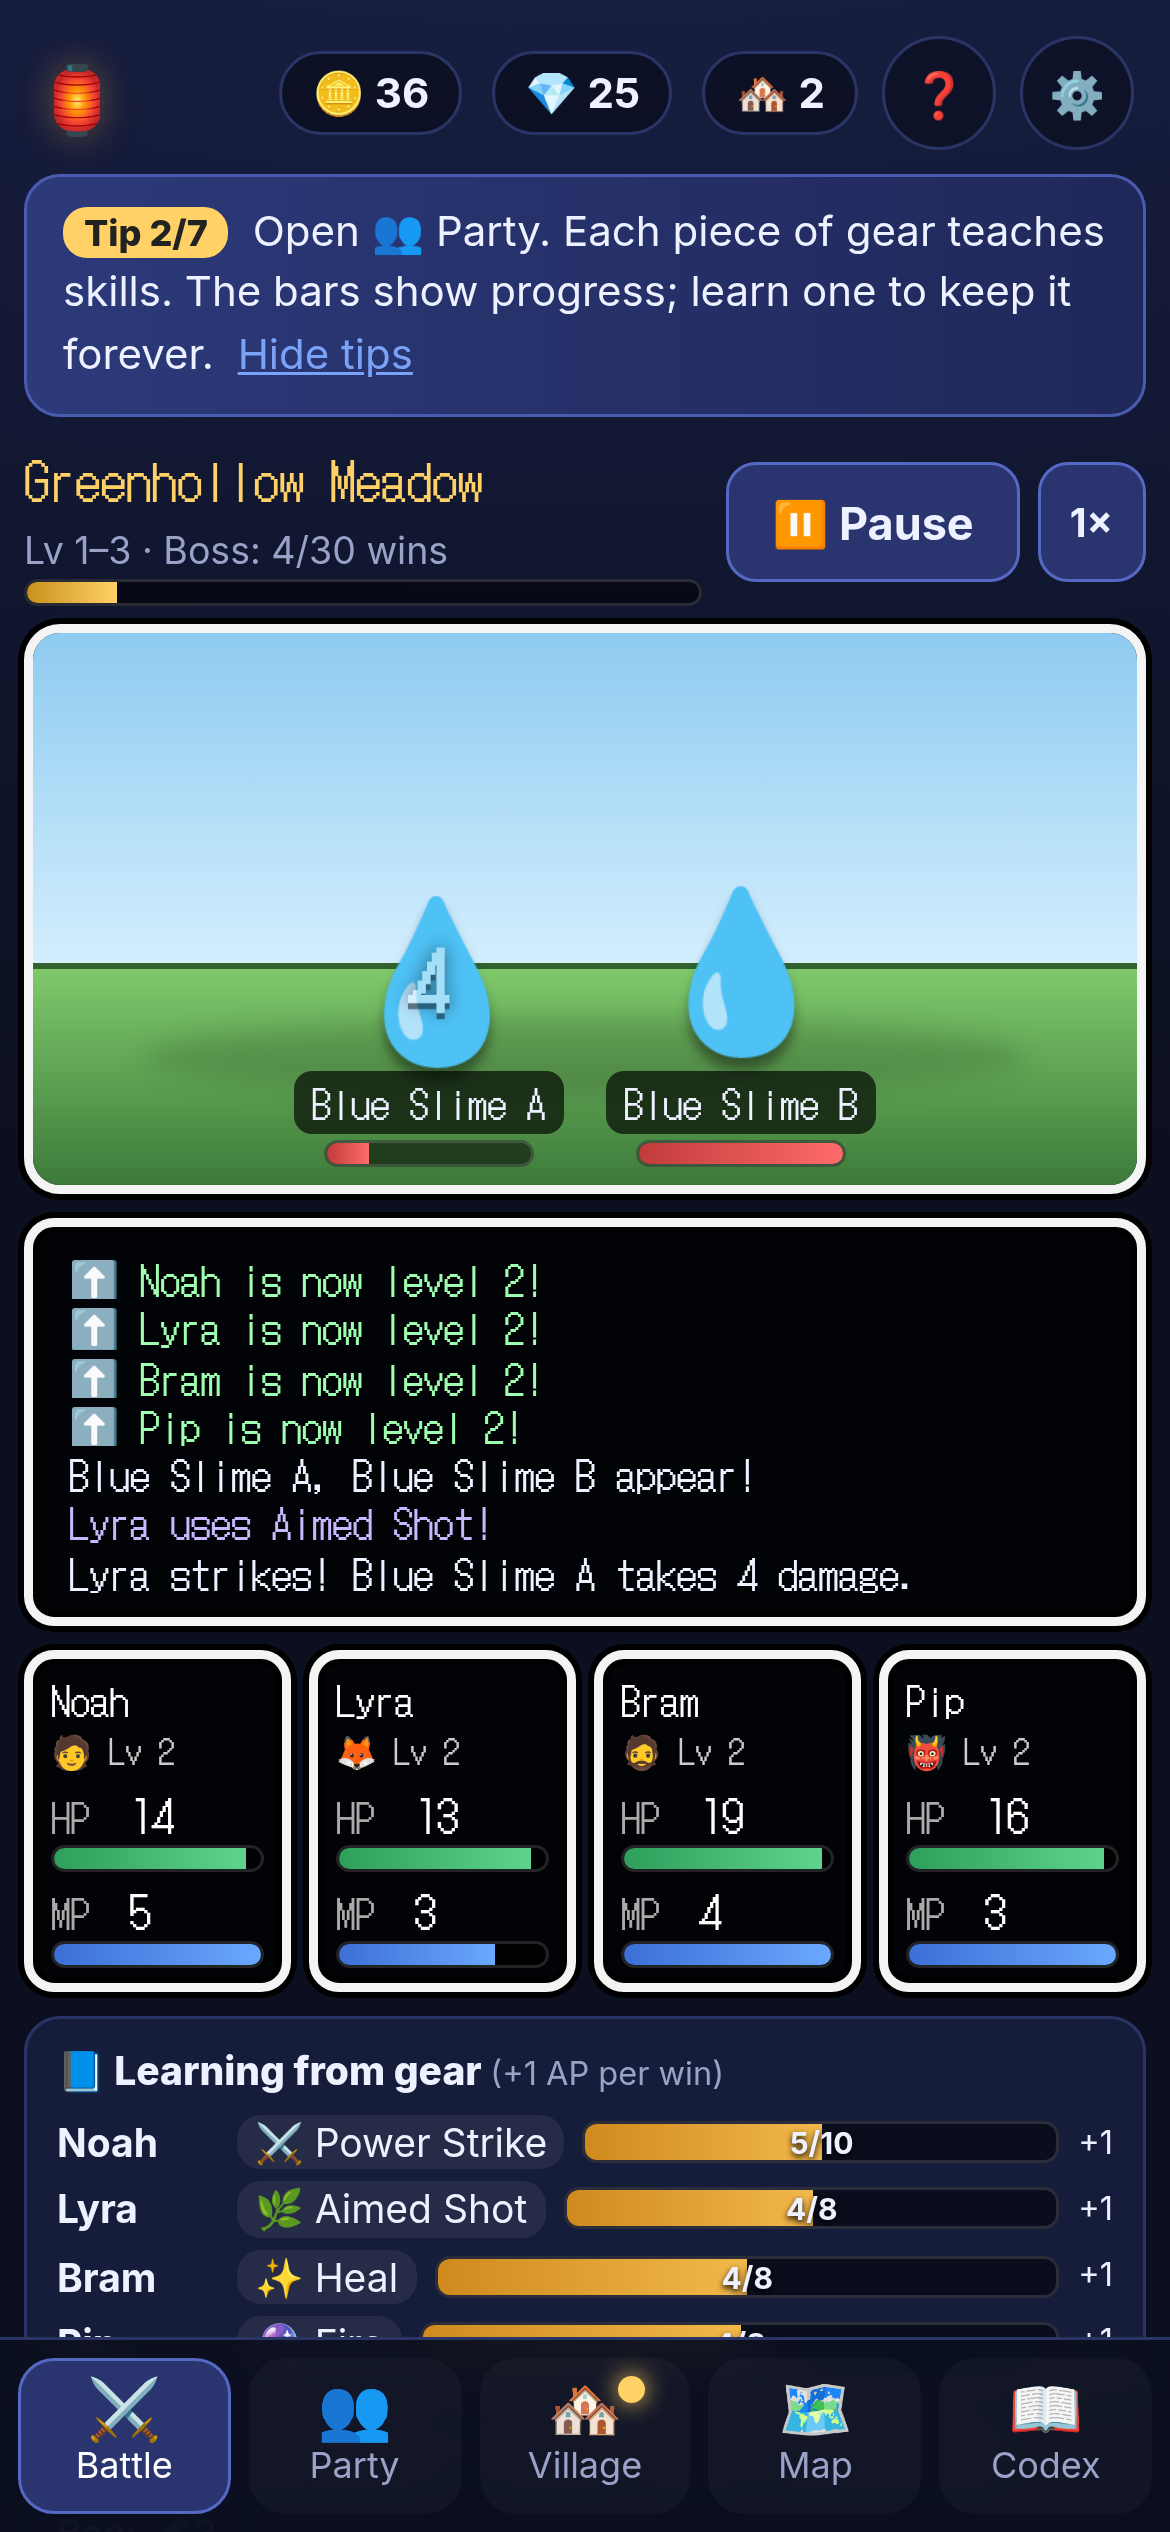 36 25 2
Tip 2/7 Open Party. Each piece of gear teaches
skills. The bars show progress; learn one to keep it
forever. Hide tips
Greenhollow Meadow
Lv 1–3 · Boss: 4/30 wins
Pause 1×
4
Blue Slime A Blue Slime B
Noah is now level 2!
Lyra is now level 2!
Bram is now level 2!
Pip is now level 2!
Blue Slime A, Blue Slime B appear!
Lyra uses Aimed Shot!
Lyra strikes! Blue Slime A takes 4 damage.
Noah Lyra Bram Pip
Lv 2 Lv 2 Lv 2 Lv 2
HP 14 HP 13 HP 19 HP 16
MP 5 MP 3 MP 4 MP 3
Learning from gear (+1 AP per win)
Noah Power Strike 5/10 +1
Lyra Aimed Shot 4/8 +1
Bram Heal 4/8 +1
Battle Party Village Map Codex